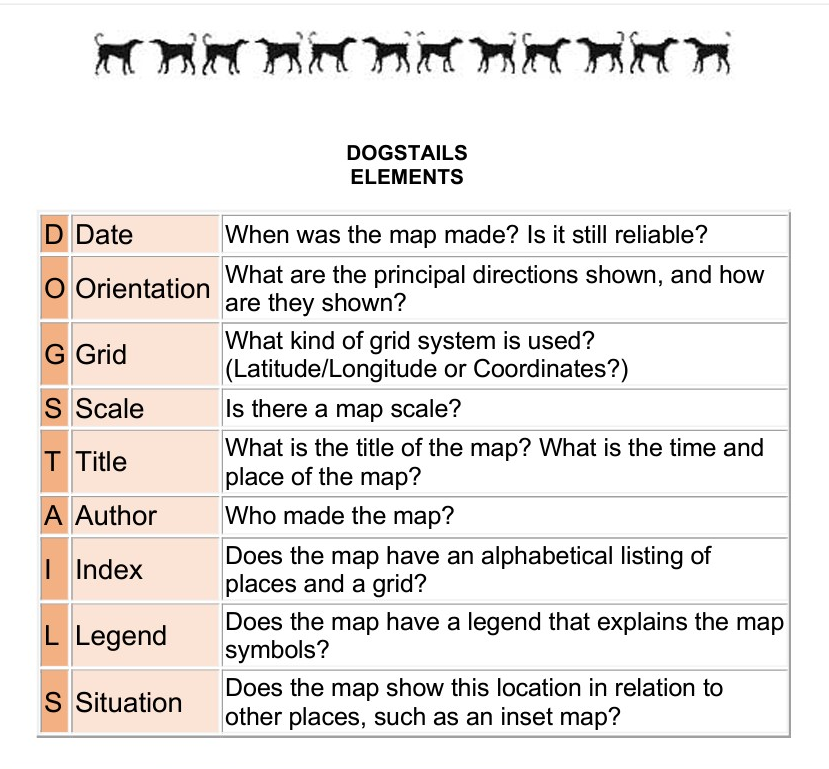 DOGSTAILS
ELEMENTS
D Date When was the map made? Is it still reliable?
O Orientation What are the principal directions shown, and how
are they shown?
G Grid What kind of grid system is used?
(Latitude/Longitude or Coordinates?)
S Scale Is there a map scale?
T Title What is the title of the map? What is the time and
place of the map?
A Author Who made the map?
I Index Does the map have an alphabetical listing of
places and a grid?
L Legend Does the map have a legend that explains the map
symbols?
S Situation Does the map show this location in relation to
other places, such as an inset map?